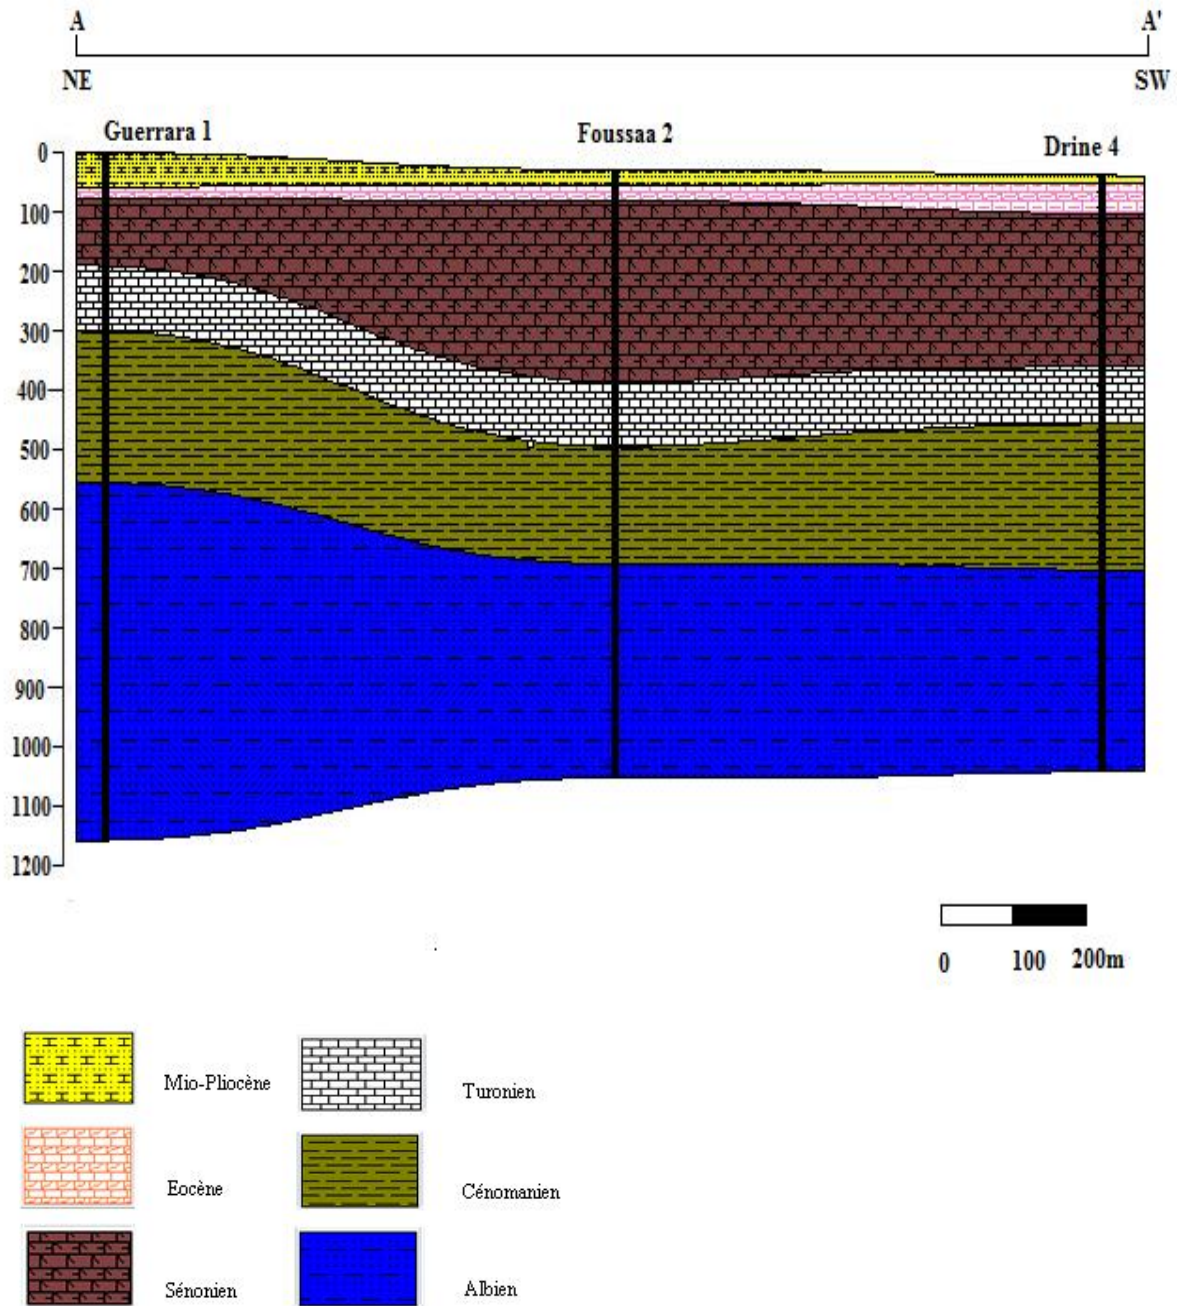 A A'
NE SW
Guerrara 1 Foussaa 2 Drine 4
0
100
200
300
400
500
600
700
800
900
1000
1100
1200
0 100 200m
Mio-Pliocène Turonien
Eocène Cénomanien
Sénonien Albien